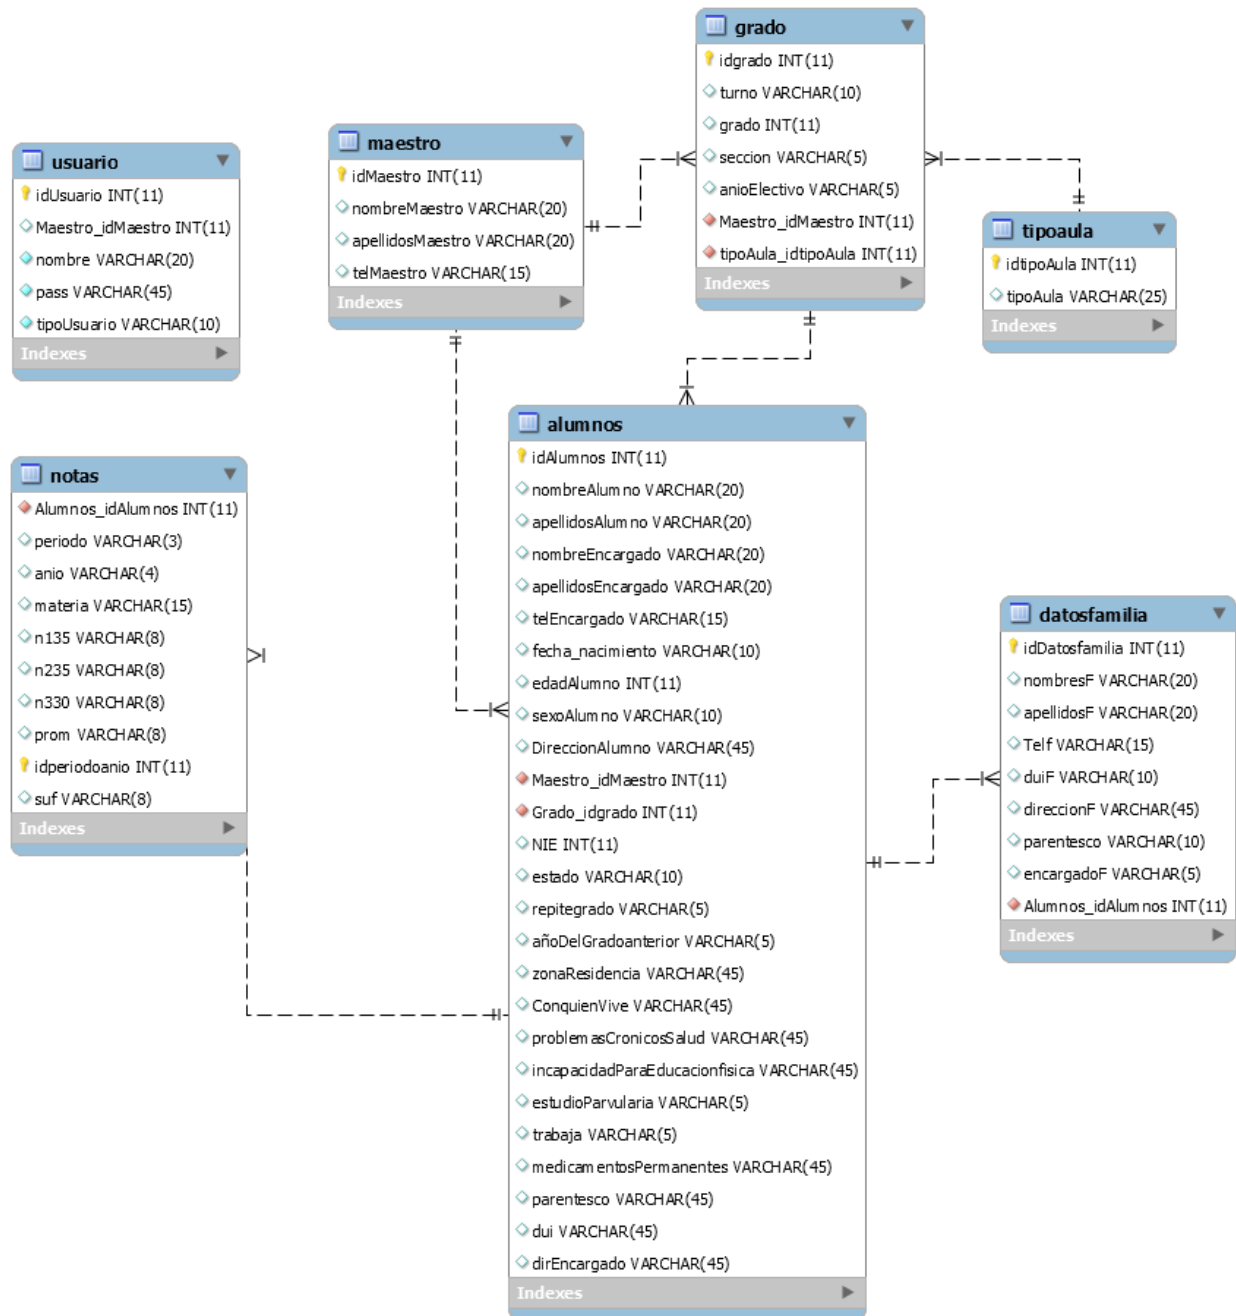 grado
idgrado INT(11)
turno VARCHAR(10)
grado INT(11)
seccion VARCHAR(5)
anioElectivo VARCHAR(5)
Maestro_idMaestro INT(11)
tipoAula_idtipoAula INT(11)
Indexes
maestro
idMaestro INT(11)
nombreMaestro VARCHAR(20)
apellidosMaestro VARCHAR(20)
telMaestro VARCHAR(15)
Indexes
usuario
idUsuario INT(11)
Maestro_idMaestro INT(11)
nombre VARCHAR(20)
pass VARCHAR(45)
tipoUsuario VARCHAR(10)
Indexes
tipoaula
idtipoAula INT(11)
tipoAula VARCHAR(25)
Indexes
alumnos
idAlumnos INT(11)
nombreAlumno VARCHAR(20)
apellidosAlumno VARCHAR(20)
nombreEncargado VARCHAR(20)
apellidosEncargado VARCHAR(20)
telEncargado VARCHAR(15)
fecha_nacimiento VARCHAR(10)
edadAlumno INT(11)
sexoAlumno VARCHAR(10)
DireccionAlumno VARCHAR(45)
Maestro_idMaestro INT(11)
Grado_idgrado INT(11)
NIE INT(11)
estado VARCHAR(10)
repitegrado VARCHAR(5)
añoDelGradoanterior VARCHAR(5)
zonaResidencia VARCHAR(45)
ConquienVive VARCHAR(45)
problemasCronicosSalud VARCHAR(45)
incapacidadParaEducacionfisica VARCHAR(45)
estudioParvularia VARCHAR(5)
trabaja VARCHAR(5)
medicamentosPermanentes VARCHAR(45)
parentesco VARCHAR(45)
dui VARCHAR(45)
dirEncargado VARCHAR(45)
Indexes
notas
Alumnos_idAlumnos INT(11)
periodo VARCHAR(3)
anio VARCHAR(4)
materia VARCHAR(15)
n135 VARCHAR(8)
n235 VARCHAR(8)
n330 VARCHAR(8)
prom VARCHAR(8)
idperiodoanio INT(11)
suf VARCHAR(8)
Indexes
datosfamilia
idDatosfamilia INT(11)
nombresF VARCHAR(20)
apellidosF VARCHAR(20)
Telf VARCHAR(15)
duiF VARCHAR(10)
direccionF VARCHAR(45)
parentesco VARCHAR(10)
encargadoF VARCHAR(5)
Alumnos_idAlumnos INT(11)
Indexes